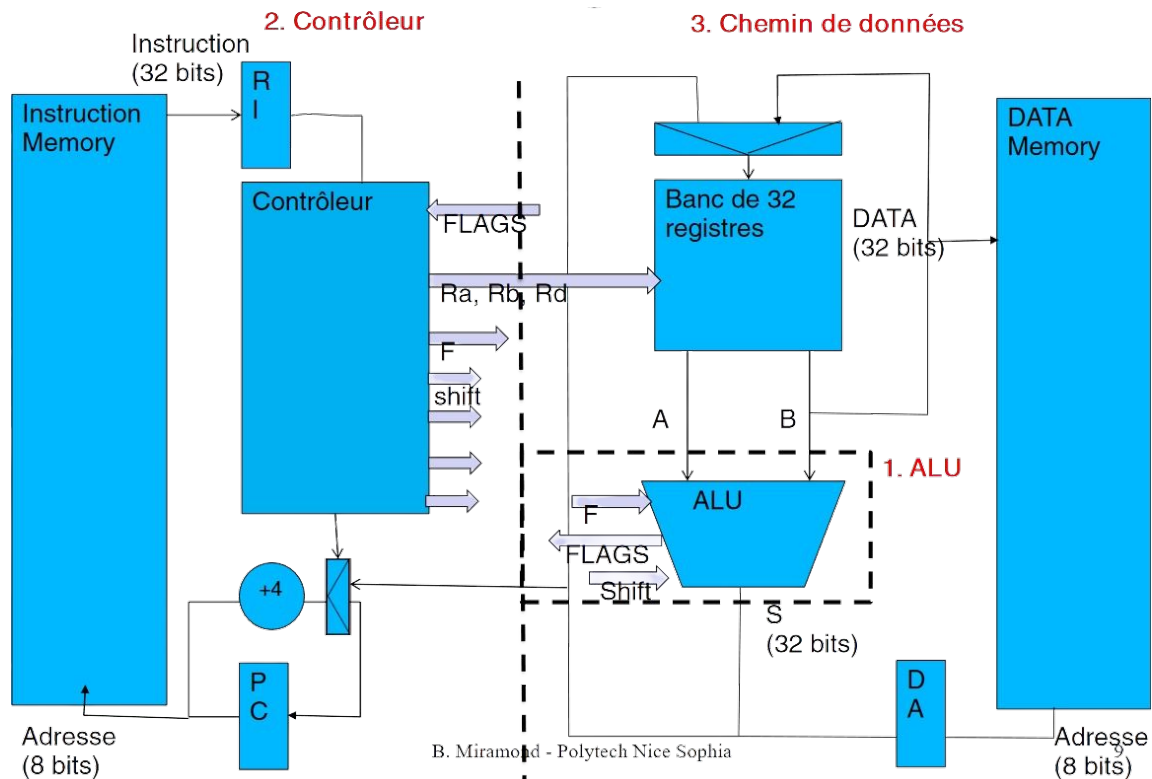 2. Contrôleur
3. Chemin de données
Instruction
(32 bits)
R
I
Instruction
Memory
DATA
Memory
Contrôleur
Banc de 32
registres
DATA
(32 bits)
FLAGS
Ra, Rb, Rd
F
shift
A
B
1. ALU
ALU
F
FLAGS
Shift
+4
S
(32 bits)
P
C
D
A
Adresse
(8 bits)
B. Miramond - Polytech Nice Sophia
Adresse
(8 bits)
9